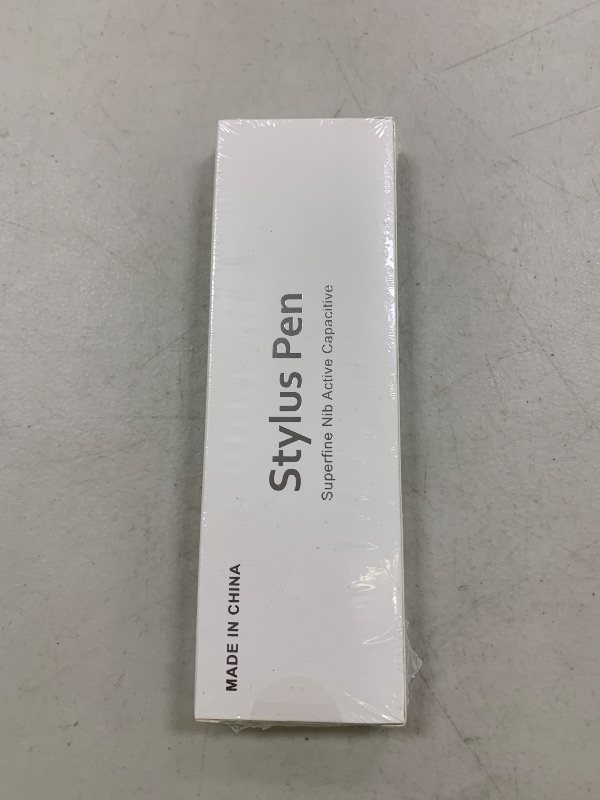 Stylus Pen
Superfine Nib Active Capacitive
MADE IN CHINA